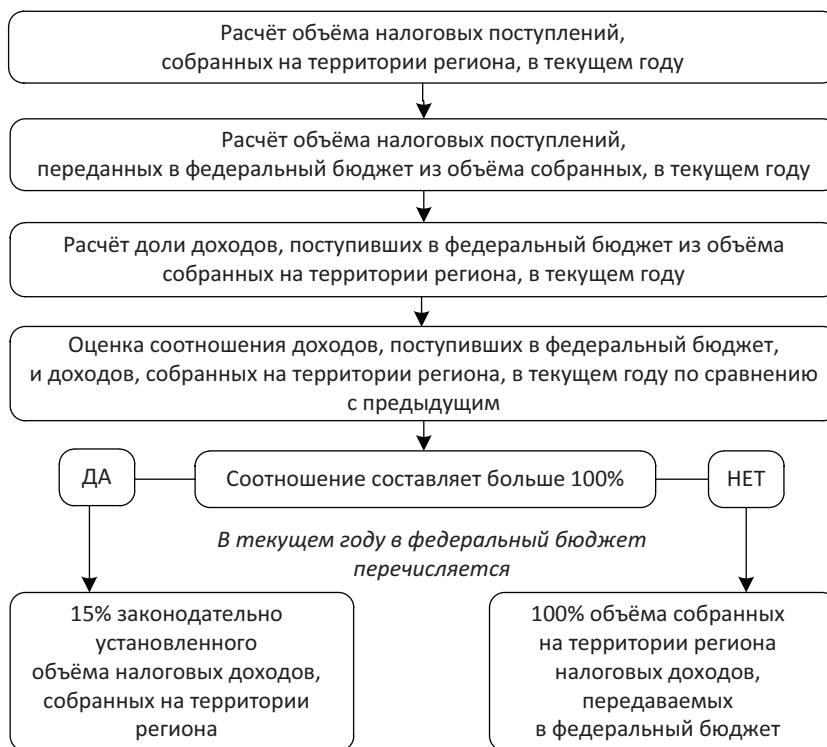 Расчёт объёма налоговых поступлений,
собранных на территории региона, в текущем году
Расчёт объёма налоговых поступлений,
переданных в федеральный бюджет из объёма собранных, в текущем году
Расчёт доли доходов, поступивших в федеральный бюджет из объёма
собранных на территории региона, в текущем году
Оценка соотношения доходов, поступивших в федеральный бюджет,
и доходов, собранных на территории региона, в текущем году по сравнению
с предыдущим
ДА
Соотношение составляет больше 100%
НЕТ
В текущем году в федеральный бюджет
перечисляется
15% законодательно
установленного
объёма налоговых доходов,
собранных на территории
региона
100% объёма собранных
на территории региона
налоговых доходов,
передаваемых
в федеральный бюджет